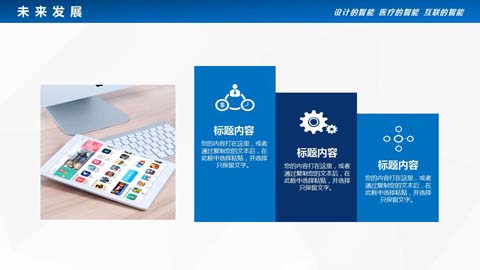 未来发展
设计的智能 医疗的智能 互联的智能
标题内容
您的内容打在这里，或者
通过复制您的文本后，在
此框中选择粘贴，并选择
只保留文字。
标题内容
您的内容打在这里，或者
通过复制您的文本后，在
此框中选择粘贴，并选择
只保留文字。
标题内容
您的内容打在这里，或者
通过复制您的文本后，在
此框中选择粘贴，并选择
只保留文字。